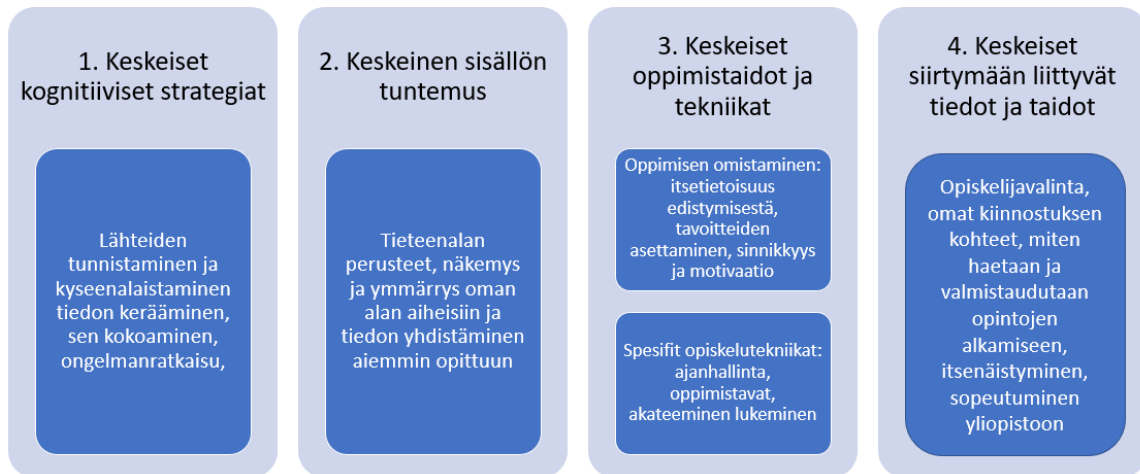 1. Keskeiset
kognitiiviset strategiat
Lähteiden
tunnistaminen ja
kyseenalaistaminen
tiedon kerääminen,
sen kokoaminen,
ongelmanratkaisu,
2. Keskeinen sisällön
tuntemus
Tieteenalan
perusteet, näkemys
ja ymmärrys oman
alan aiheisiin ja
tiedon yhdistäminen
aiemmin opittuun
3. Keskeiset
oppimistaidot ja
tekniikat
Oppimisen omistaminen:
itsetietoisuus
edistymisestä,
tavoitteiden
asettaminen, sinnikkyys
ja motivaatio
Spesifit opiskelutekniikat:
ajanhallinta,
oppimistavat,
akateeminen lukeminen
4. Keskeiset
siirtymään liittyvät
tiedot ja taidot
Opiskelijavalinta,
omat kiinnostuksen
kohteet, miten
haetaan ja
valmistaudutaan
opintojen
alkamiseen,
itsenäistyminen,
sopeutuminen
yliopistoon